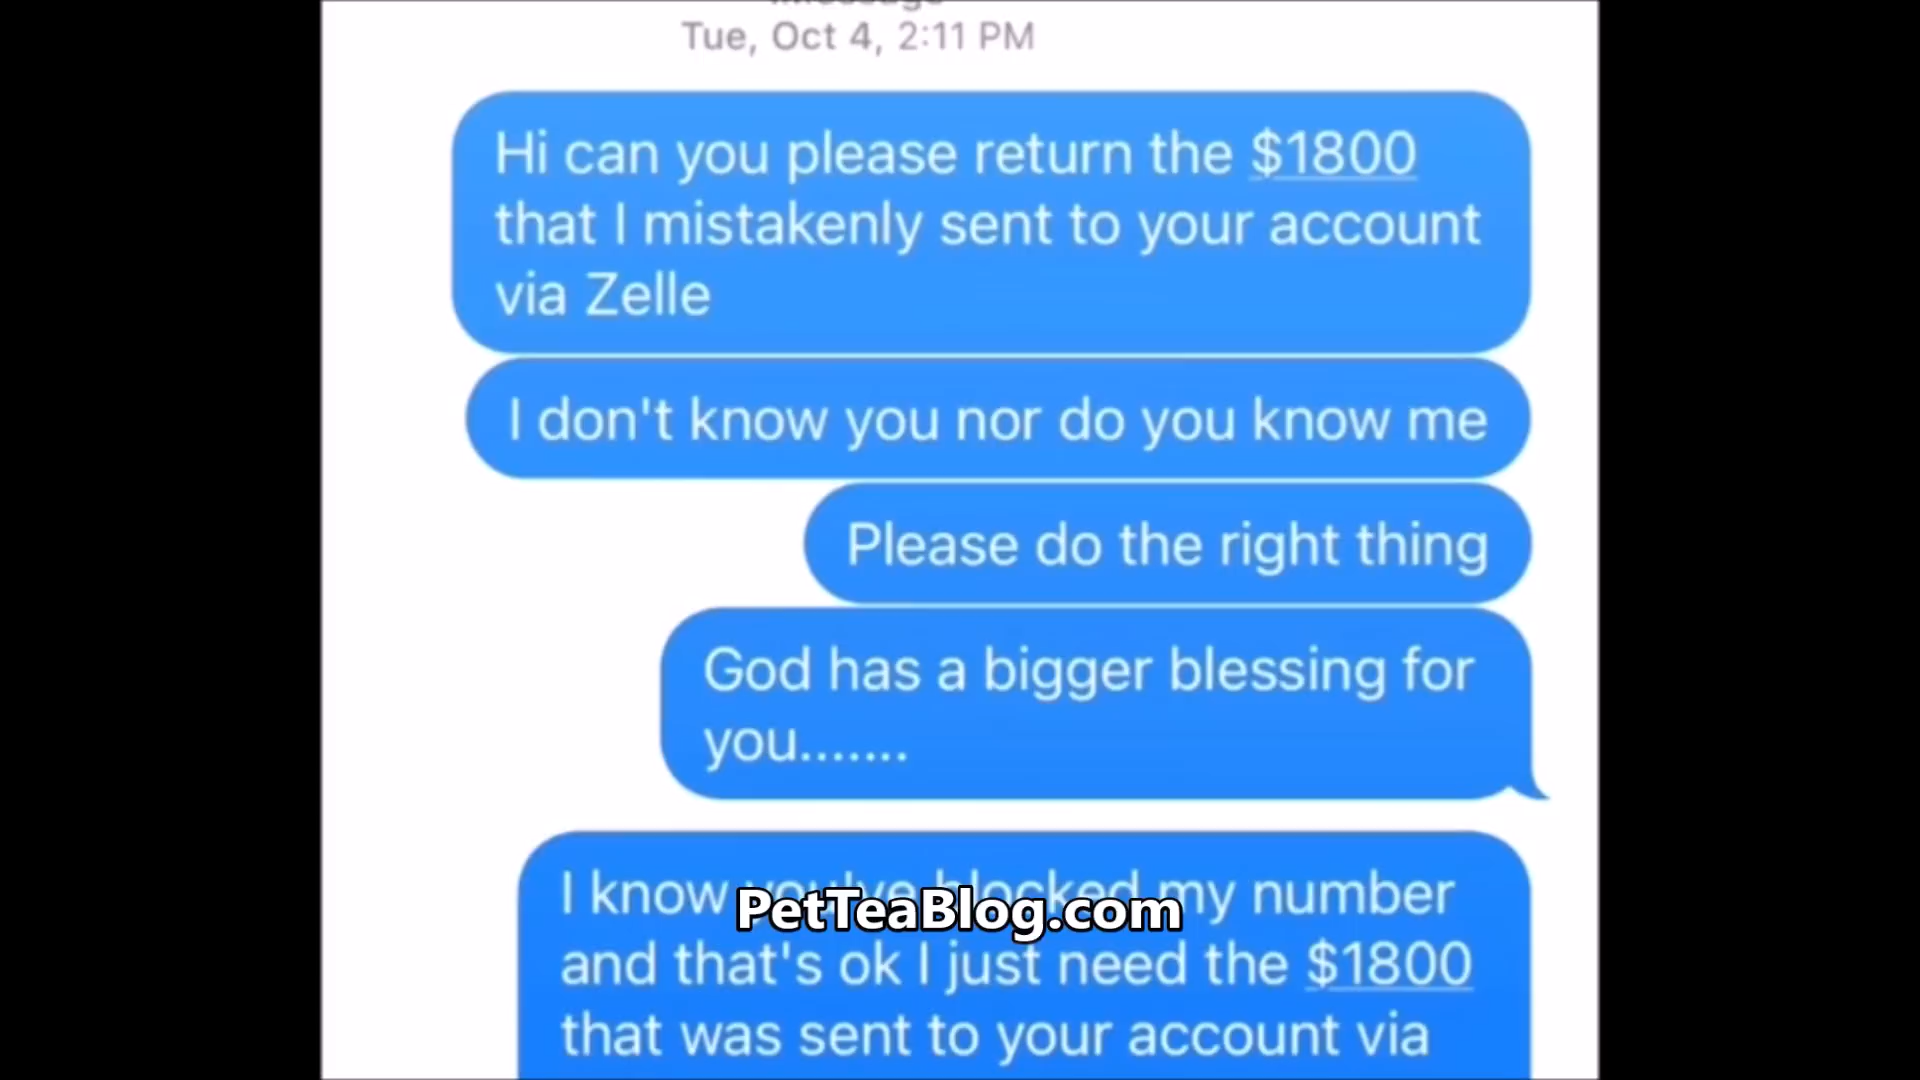 Tue, Oct 4, 2:11 PM
Hi can you please return the $1800
that I mistakenly sent to your account
via Zelle
I don't know you nor do you know me
Please do the right thing
God has a bigger blessing for
you.......
I know you've blocked my number
PetTeaBlog.com
and that's ok I just need the $1800
that was sent to your account via